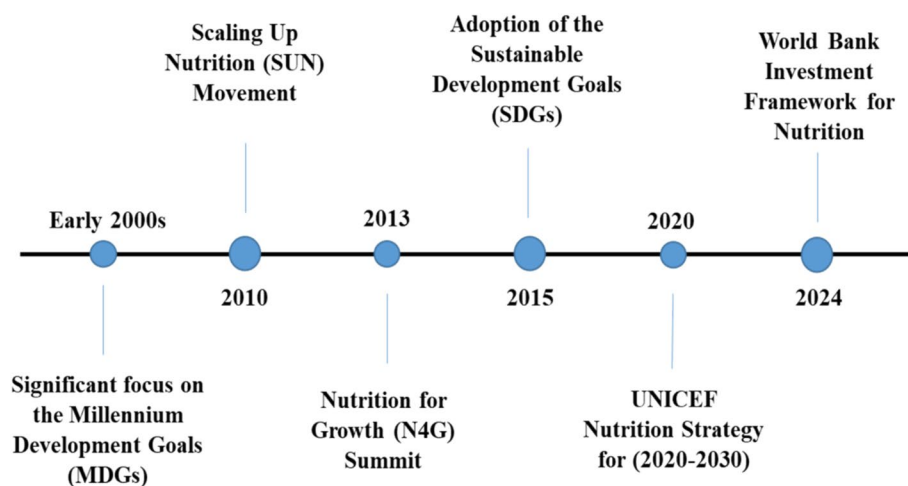 Scaling Up
Nutrition (SUN)
Movement
Adoption of the
Sustainable
Development Goals
(SDGs)
World Bank
Investment
Framework for
Nutrition
Early 2000s
2013
2020
2010
2015
2024
Significant focus on
the Millennium
Development Goals
(MDGs)
Nutrition for
Growth (N4G)
Summit
UNICEF
Nutrition Strategy
for (2020-2030)